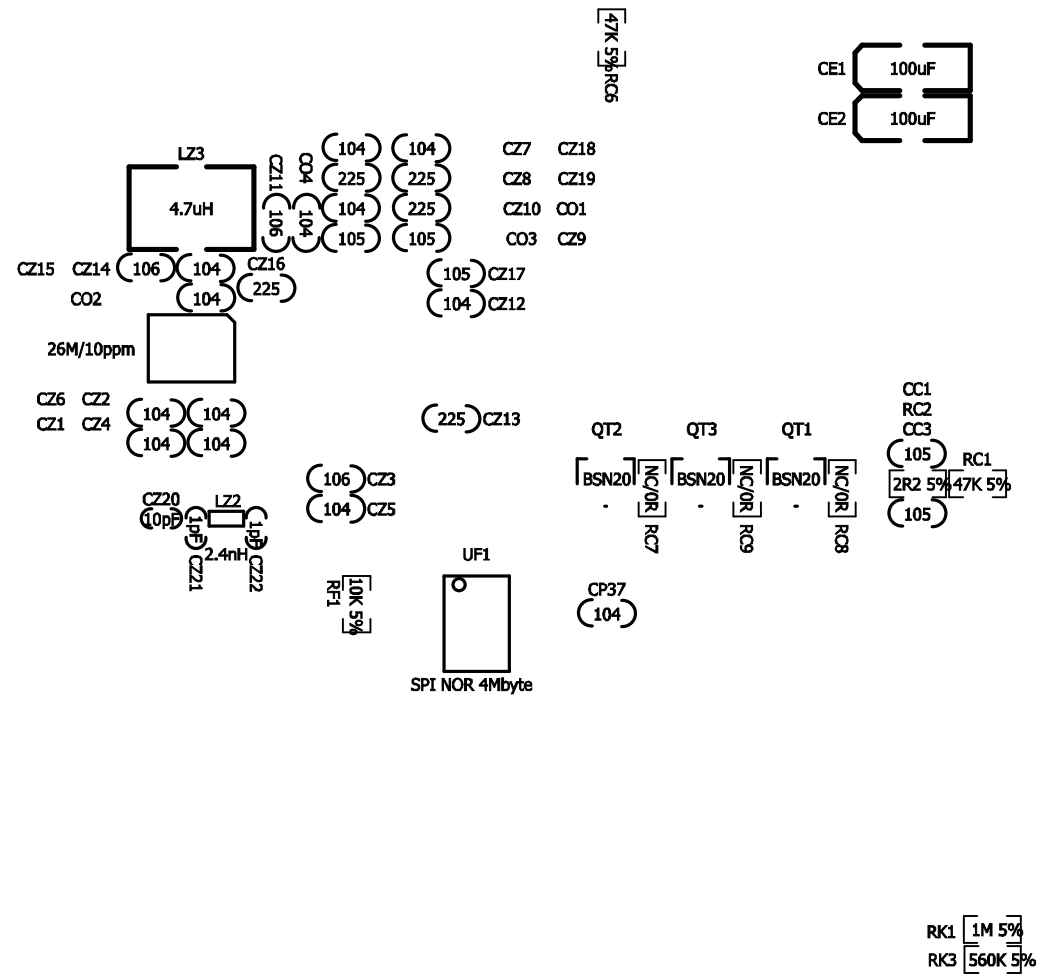 47K 5% RC6
CE1 100uF
CE2 100uF
LZ3
4.7uH
CZ11 106
CO4 104
104 104 CZ7 CZ18
225 225 CZ8 CZ19
104 225 CZ10 CO1
105 105 CO3 CZ9
CZ15 CZ14 106 104
CZ16
225
CO2 104
105 CZ17
104 CZ12
26M/10ppm
CZ6 CZ2 104 104
CZ1 CZ4 104 104
225 CZ13
QT2 QT3 QT1
CC1
RC2
CC3
105
RC1
BSN20 NC/0R BSN20 NC/0R BSN20 NC/0R
2R2 5% 47K 5%
- - -
RC7 RC9 RC8
105
106 CZ3
104 CZ5
CZ20 LZ2
10pF 1pF 1pF
2.4nH
CZ21 CZ22
UF1
RF1 10K 5%
CP37
104
SPI NOR 4Mbyte
RK1 1M 5%
RK3 560K 5%